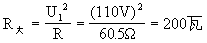 R大 = U₁²/R = (110V)²/60.5Ω = 200瓦